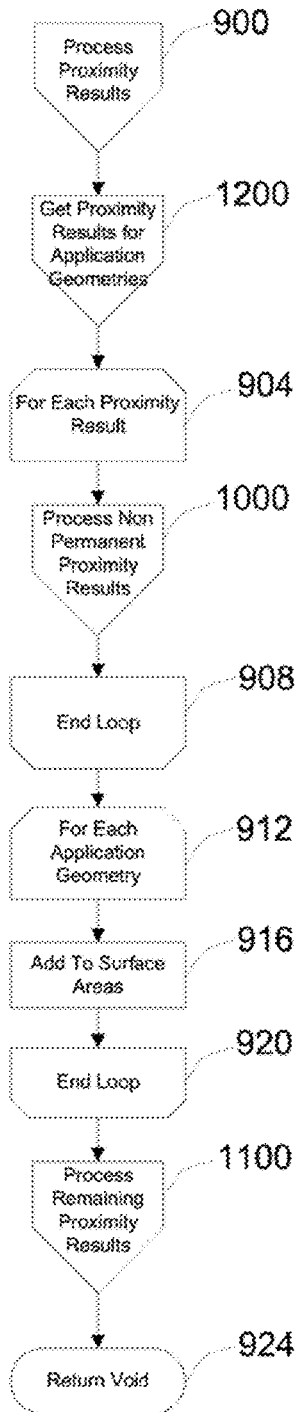 900
Process
Proximity
Results
1200
Get Proximity
Results for
Application
Geometries
904
For Each Proximity
Result
1000
Process Non
Permanent
Proximity
Results
908
End Loop
912
For Each
Application
Geometry
916
Add To Surface
Areas
920
End Loop
1100
Process
Remaining
Proximity
Results
924
Return Void